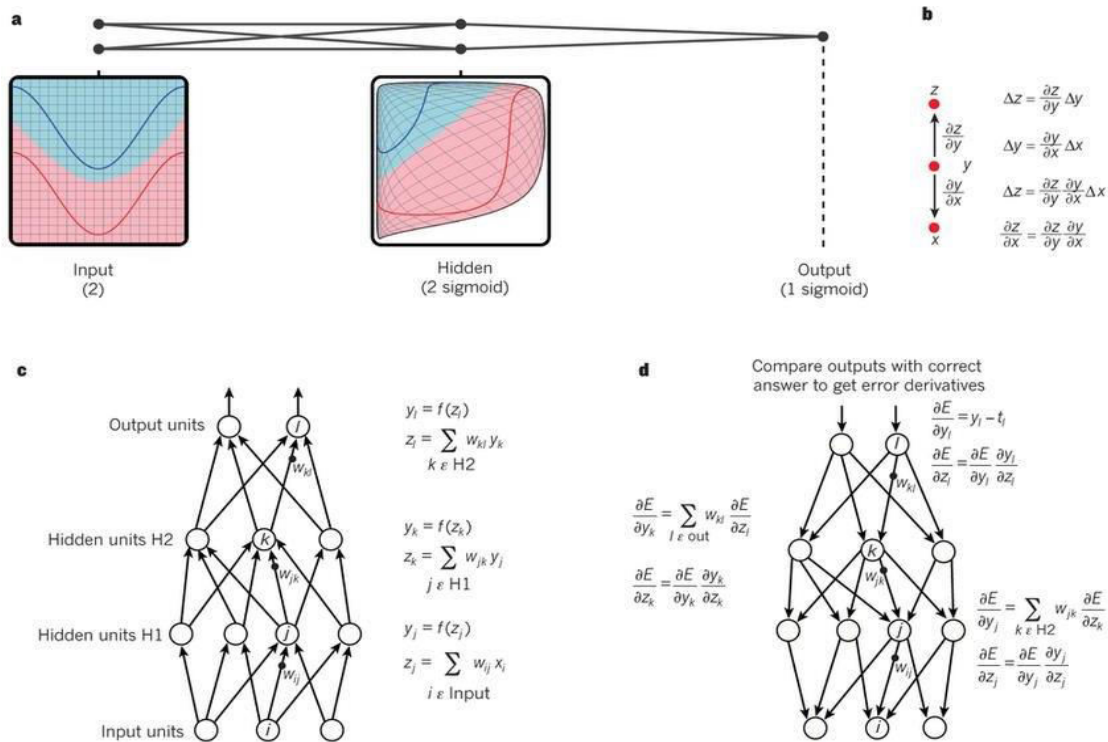 a
Input
(2)
Hidden
(2 sigmoid)
Output
(1 sigmoid)
b
z
∂z/∂y
y
∂y/∂x
x
Δz = ∂z/∂y Δy
Δy = ∂y/∂x Δx
Δz = ∂z/∂y ∂y/∂x Δx
∂z/∂x = ∂z/∂y ∂y/∂x
c
Output units
l
w_kl
Hidden units H2
k
w_jk
Hidden units H1
j
w_ij
Input units
i
y_l = f(z_l)
z_l = ∑ w_kl y_k
k ε H2
y_k = f(z_k)
z_k = ∑ w_jk y_j
j ε H1
y_j = f(z_j)
z_j = ∑ w_ij x_i
i ε Input
d
Compare outputs with correct
answer to get error derivatives
l
∂E/∂y_l = y_l − t_l
∂E/∂z_l = ∂E/∂y_l ∂y_l/∂z_l
w_kl
∂E/∂y_k = ∑ w_kl ∂E/∂z_l
l ε out
k
∂E/∂z_k = ∂E/∂y_k ∂y_k/∂z_k
w_jk
∂E/∂y_j = ∑ w_jk ∂E/∂z_k
k ε H2
j
∂E/∂z_j = ∂E/∂y_j ∂y_j/∂z_j
w_ij
i